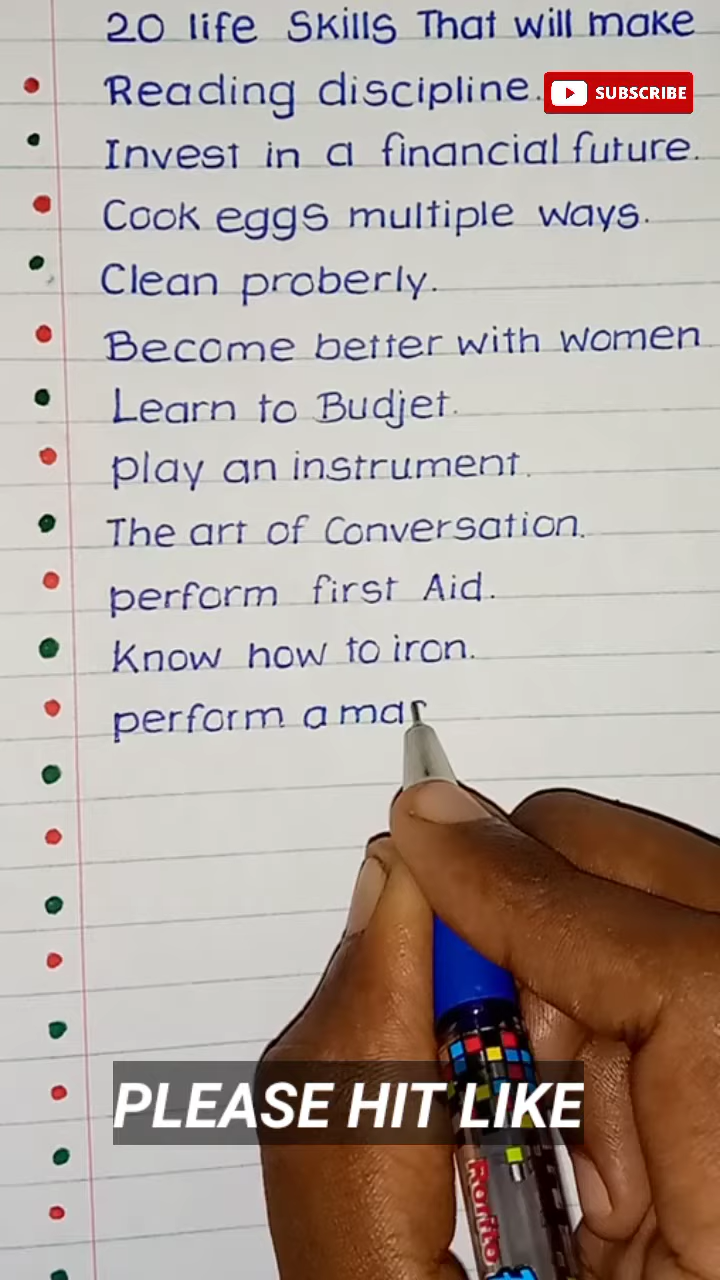 20 life Skills That will make
Reading discipline.
SUBSCRIBE
Invest in a financial future.
Cook eggs multiple ways.
Clean proberly.
Become better with women
Learn to Budjet.
play an instrument.
The art of Conversation.
perform first Aid.
Know how to iron.
perform a mar
PLEASE HIT LIKE
Rorito